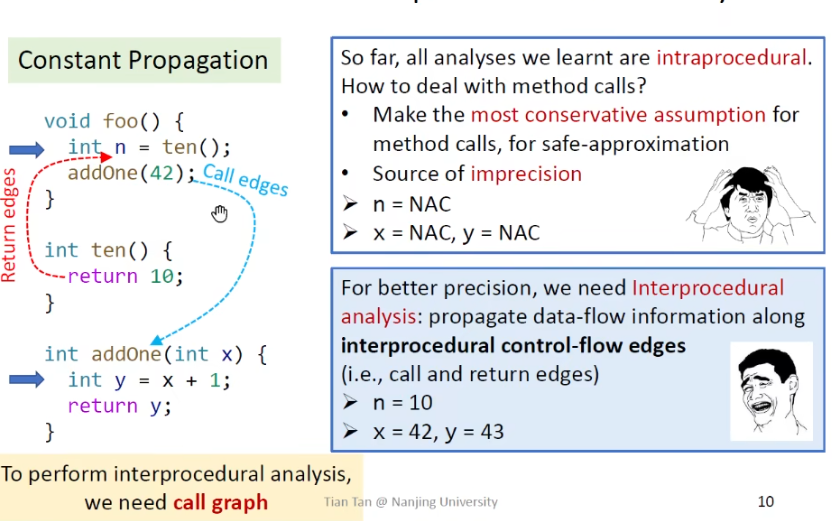 Constant Propagation
void foo() {
int n = ten();
addOne(42);
}
int ten() {
return 10;
}
int addOne(int x) {
int y = x + 1;
return y;
}
Return edges
Call edges
To perform interprocedural analysis,
we need call graph
So far, all analyses we learnt are intraprocedural.
How to deal with method calls?
• Make the most conservative assumption for
method calls, for safe-approximation
• Source of imprecision
➢ n = NAC
➢ x = NAC, y = NAC
For better precision, we need Interprocedural
analysis: propagate data-flow information along
interprocedural control-flow edges
(i.e., call and return edges)
➢ n = 10
➢ x = 42, y = 43
Tian Tan @ Nanjing University
10